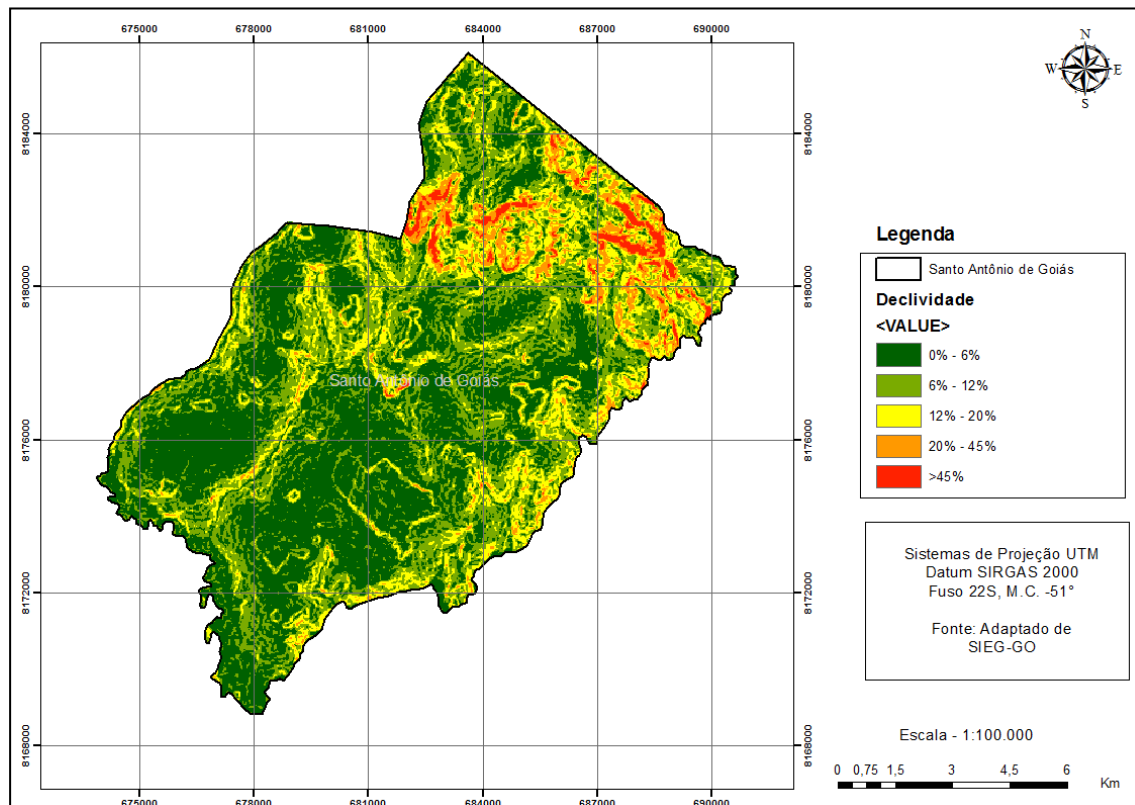 675000 678000 681000 684000 687000 690000
N
W E
S
8184000 8184000
8180000 8180000
8176000 8176000
8172000 8172000
8168000 8168000
Santo Antônio de Goiás
675000 678000 681000 684000 687000 690000
Legenda
Santo Antônio de Goiás
Declividade
<VALUE>
0% - 6%
6% - 12%
12% - 20%
20% - 45%
>45%
Sistemas de Projeção UTM
Datum SIRGAS 2000
Fuso 22S, M.C. -51°
Fonte: Adaptado de
SIEG-GO
Escala - 1:100.000
0 0,75 1,5 3 4,5 6
Km